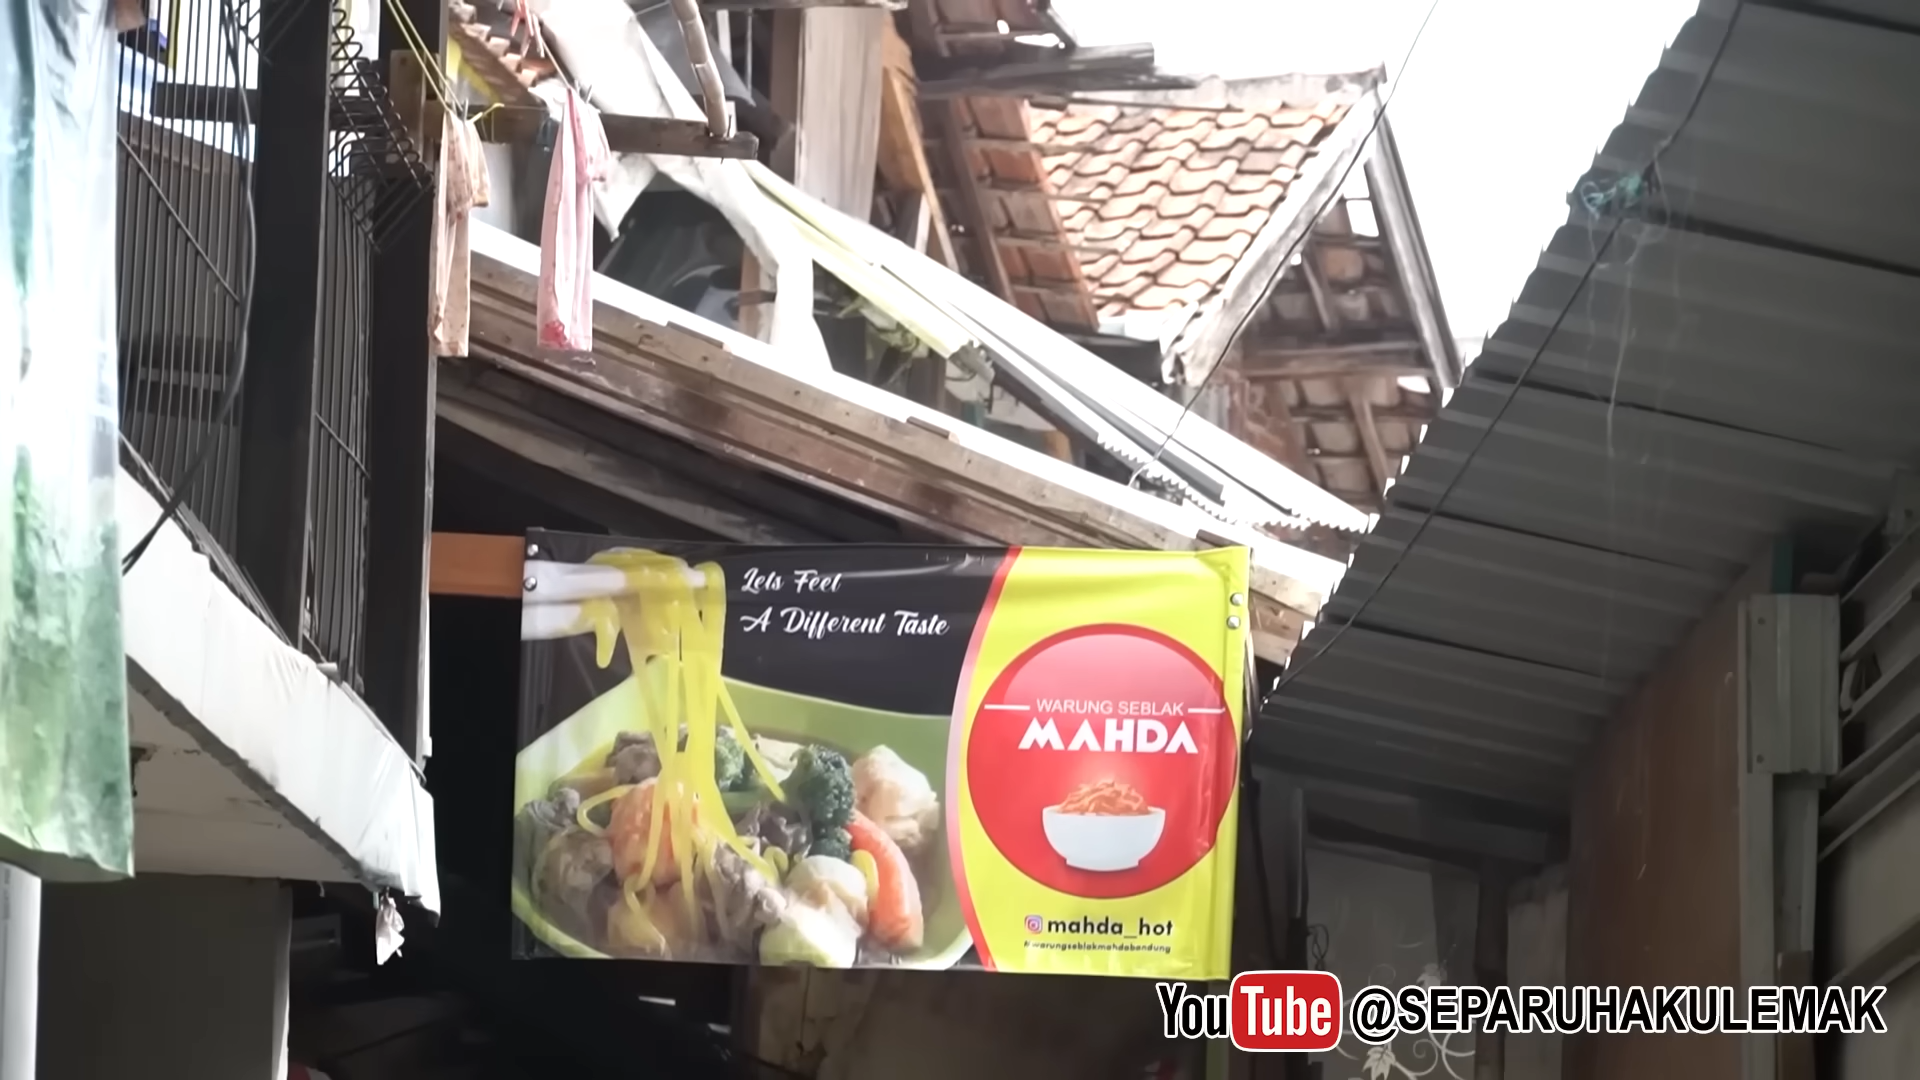 Lets Feel
A Different Taste
WARUNG SEBLAK
MAHDA
mahda_hot
#warungseblakmahdabandung
YouTube @SEPARUHAKULEMAK